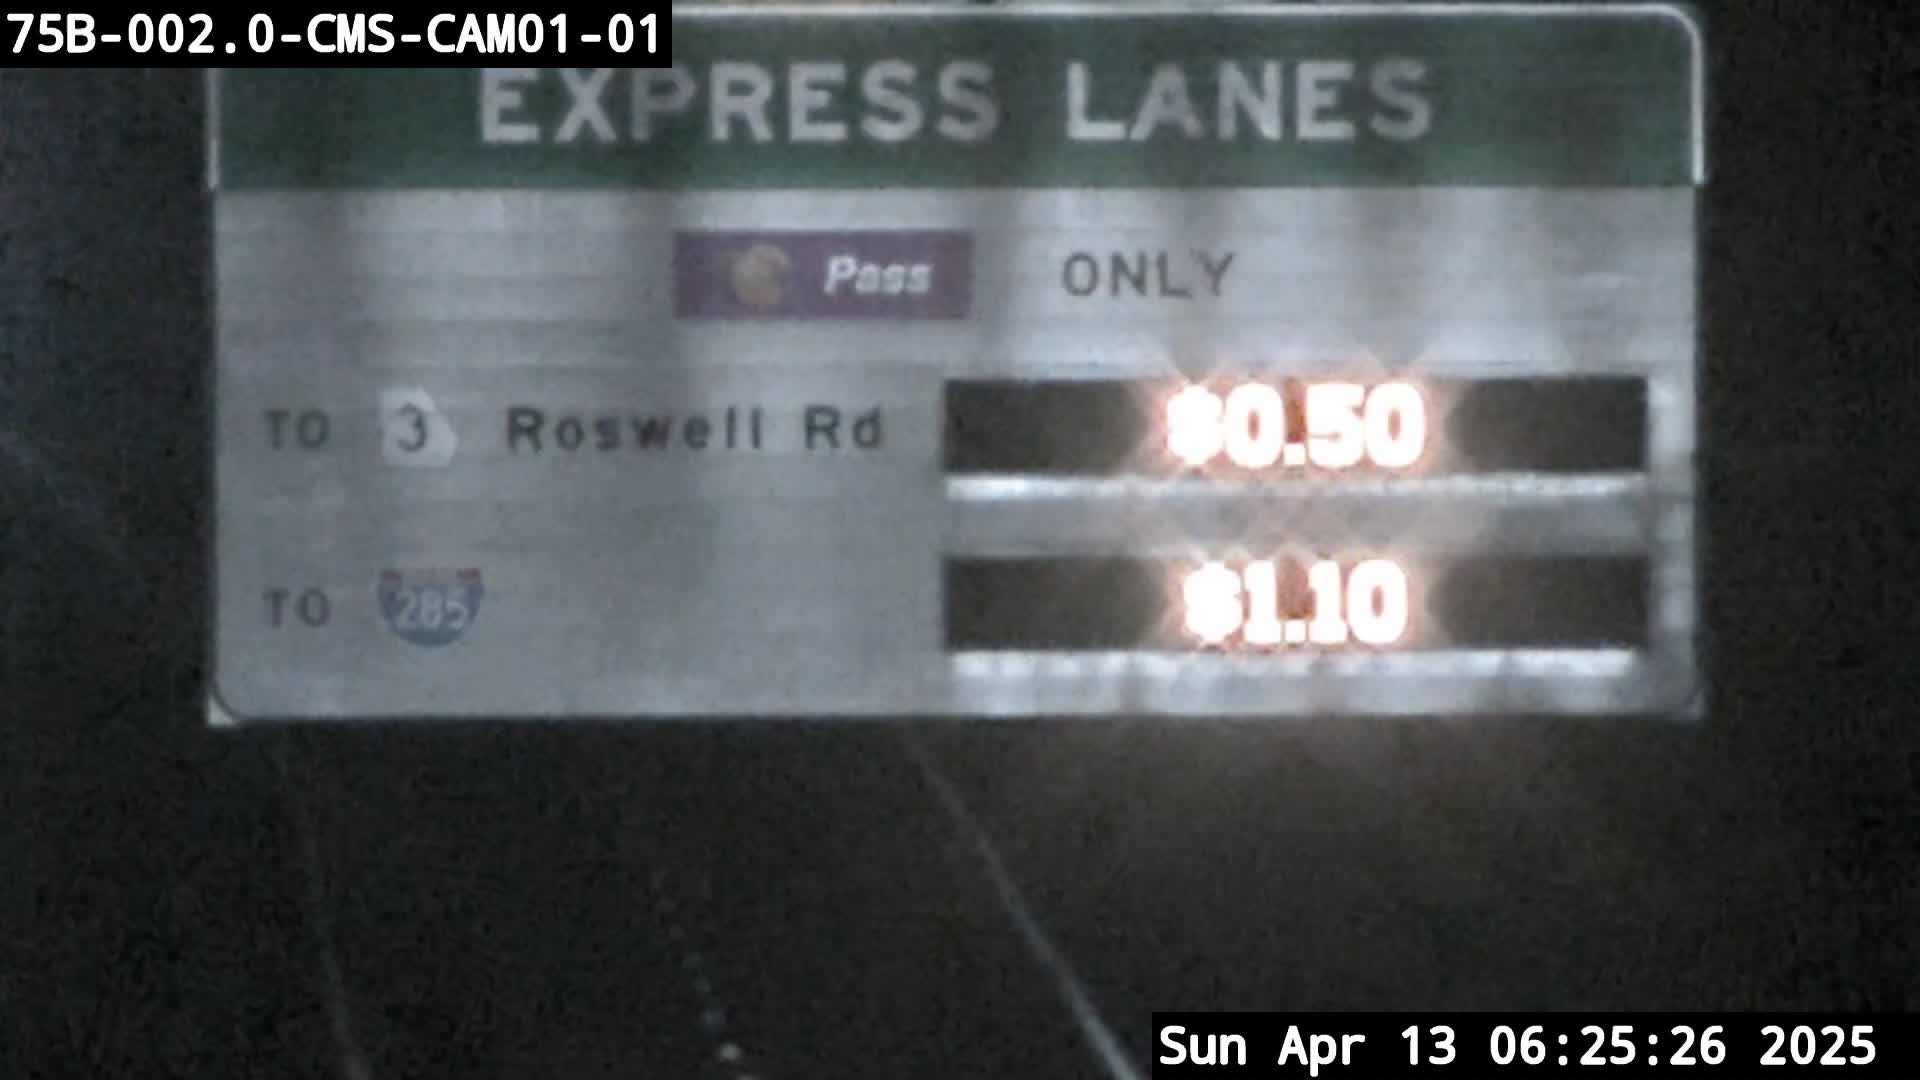 75B-002.0-CMS-CAM01-01
EXPRESS LANES
Pass ONLY
TO 3 Roswell Rd $0.50
TO 285 $1.10
Sun Apr 13 06:25:26 2025